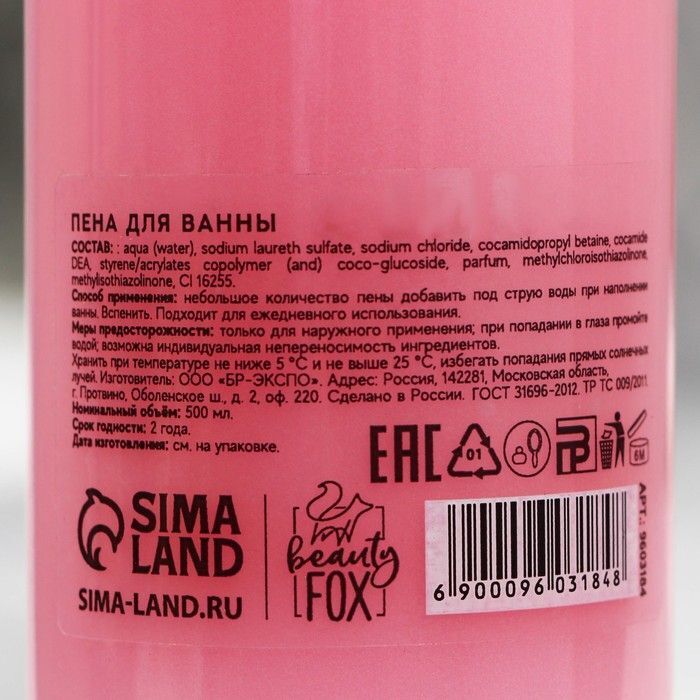 ПЕНА ДЛЯ ВАННЫ
СОСТАВ: : aqua (water), sodium laureth sulfate, sodium chloride, cocamidopropyl betaine, cocamide
DEA, styrene/acrylates copolymer (and) coco-glucoside, parfum, methylchloroisothiazolinone,
methylisothiazolinone, CI 16255.
Способ применения: небольшое количество пены добавить под струю воды при наполнении
ванны. Вспенить. Подходит для ежедневного использования.
Меры предосторожности: только для наружного применения; при попадании в глаза промойте
водой; возможна индивидуальная непереносимость ингредиентов.
Хранить при температуре не ниже 5 °C и не выше 25 °C, избегать попадания прямых солнечных
лучей. Изготовитель: ООО «БР-ЭКСПО». Адрес: Россия, 142281, Московская область,
г. Протвино, Оболенское ш., д. 2, оф. 220. Сделано в России. ГОСТ 31696-2012. ТР ТС 009/2011
Номинальный объём: 500 мл.
Срок годности: 2 года.
Дата изготовления: см. на упаковке.
EAC 01 6M
SIMA
LAND
SIMA-LAND.RU
beauty
FOX
6 900096 031848
АРТ.: 9603184